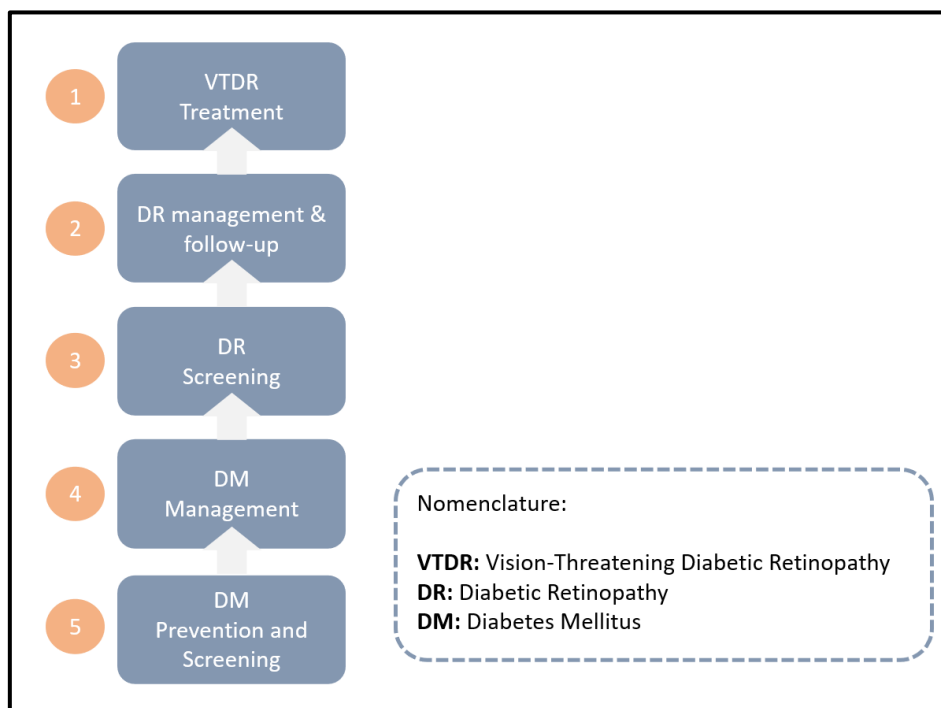 1
VTDR
Treatment
2
DR management &
follow-up
3
DR
Screening
4
DM
Management
5
DM
Prevention and
Screening
Nomenclature:
VTDR: Vision-Threatening Diabetic Retinopathy
DR: Diabetic Retinopathy
DM: Diabetes Mellitus